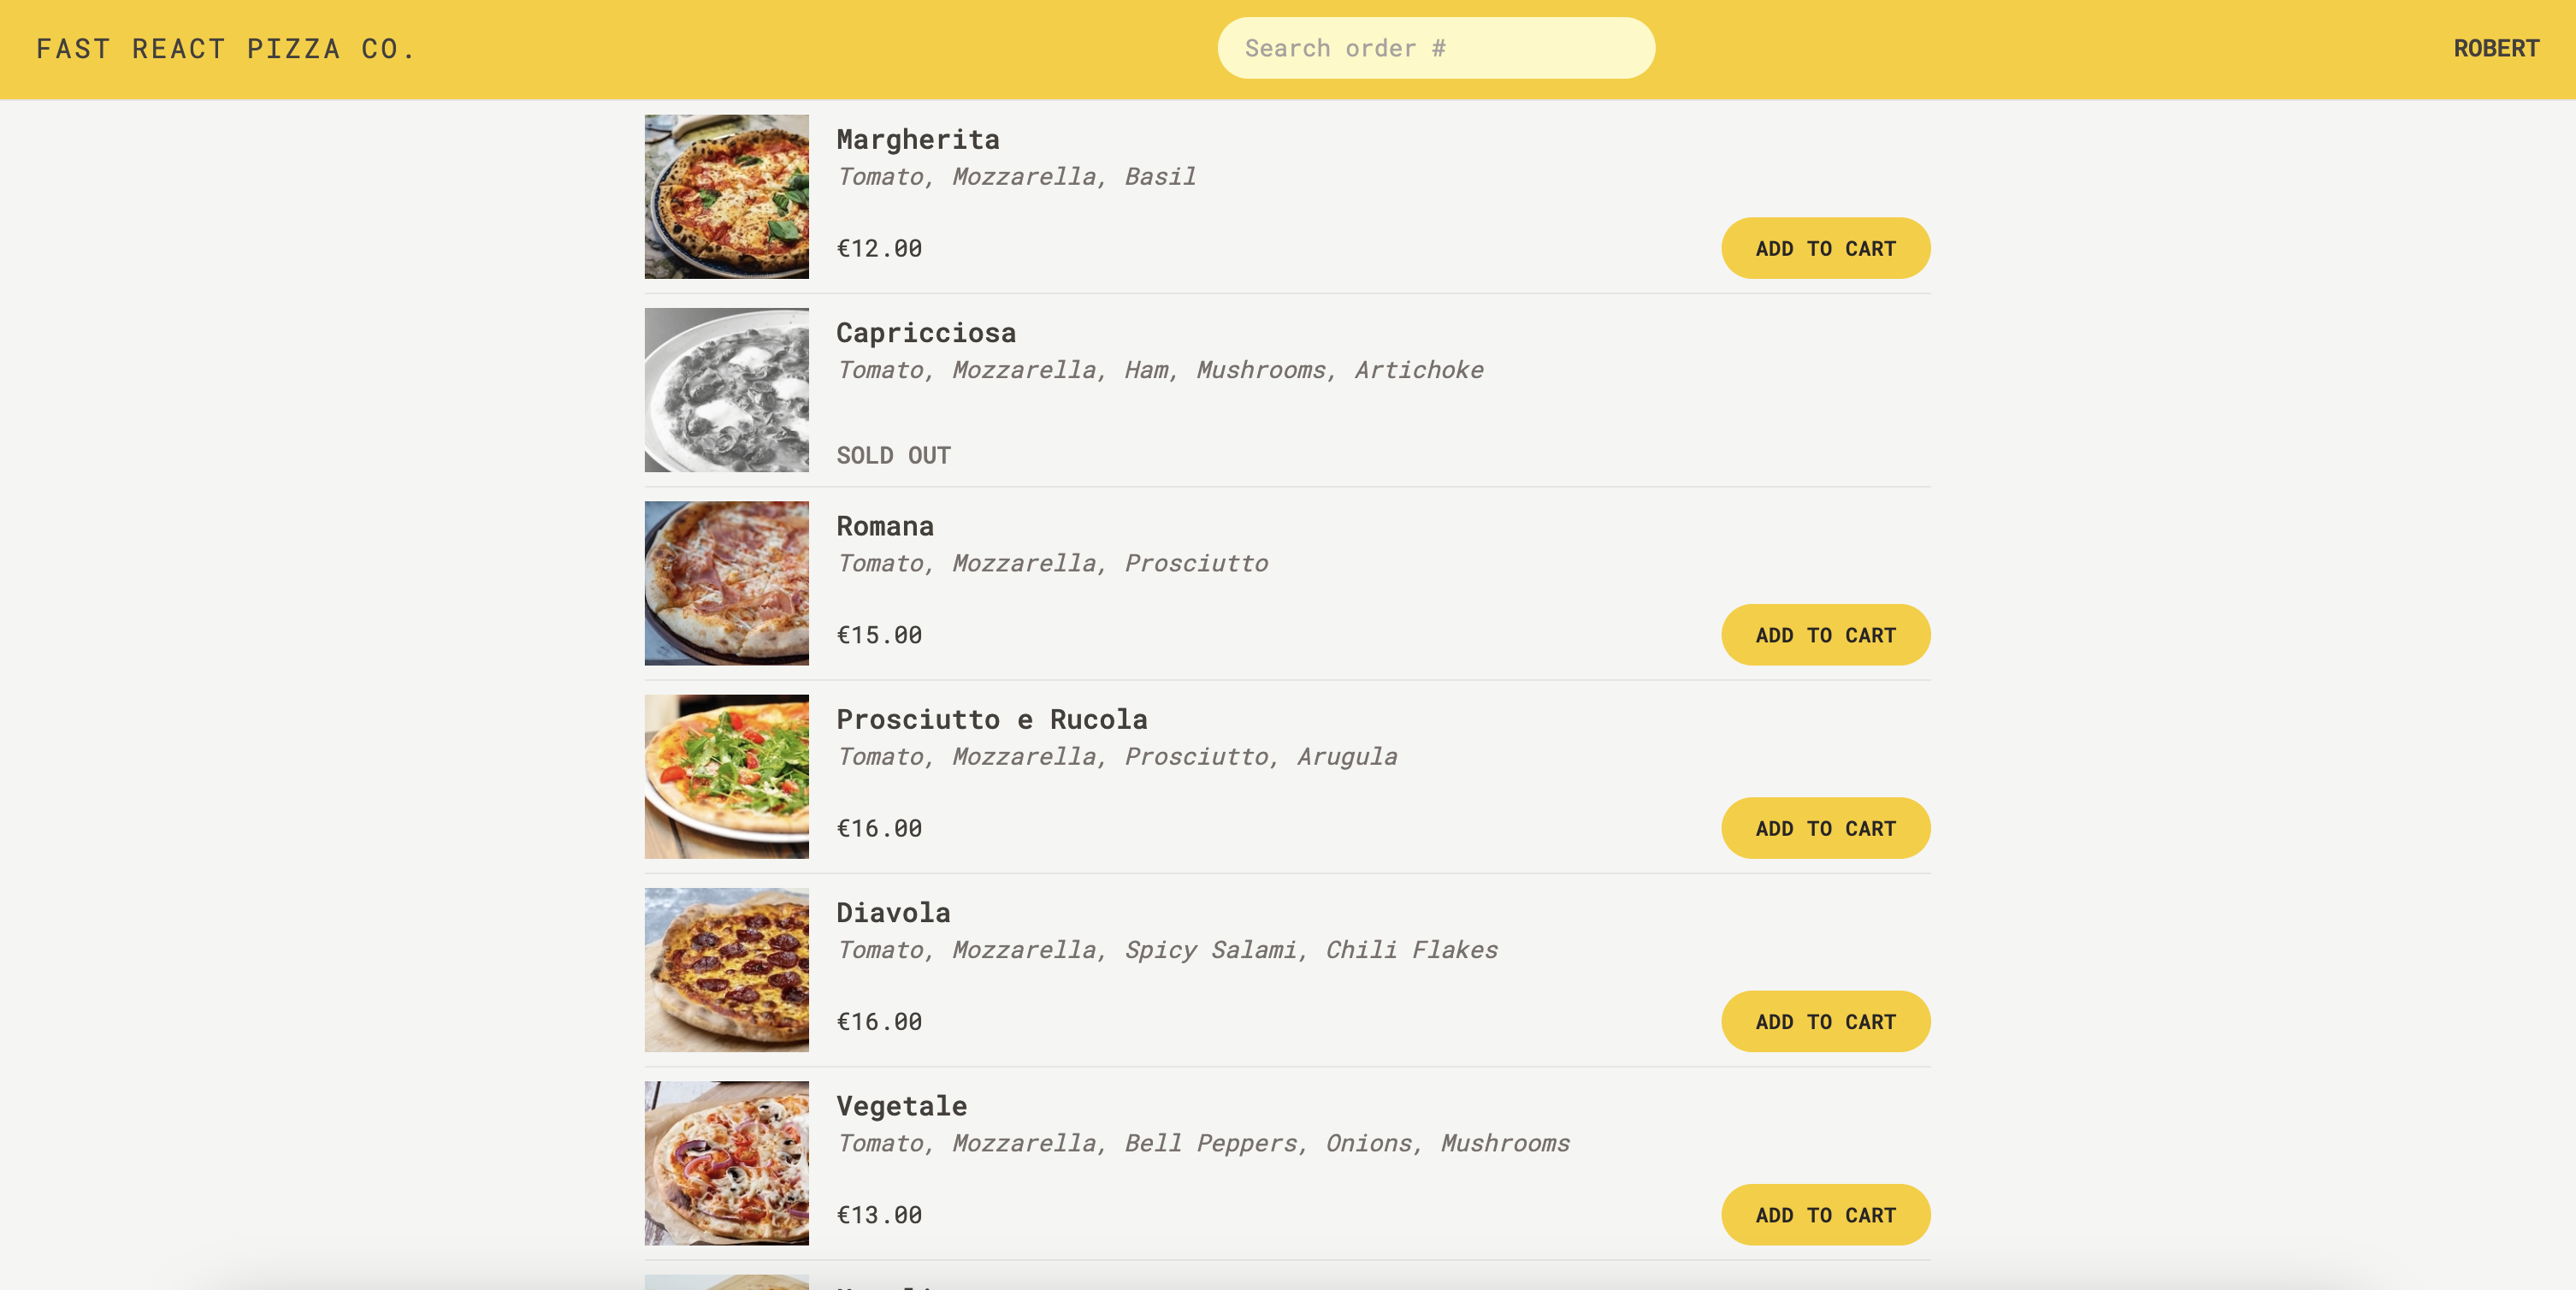 FAST REACT PIZZA CO.
Search order #
ROBERT
Margherita
Tomato, Mozzarella, Basil
€12.00
ADD TO CART
Capricciosa
Tomato, Mozzarella, Ham, Mushrooms, Artichoke
SOLD OUT
Romana
Tomato, Mozzarella, Prosciutto
€15.00
ADD TO CART
Prosciutto e Rucola
Tomato, Mozzarella, Prosciutto, Arugula
€16.00
ADD TO CART
Diavola
Tomato, Mozzarella, Spicy Salami, Chili Flakes
€16.00
ADD TO CART
Vegetale
Tomato, Mozzarella, Bell Peppers, Onions, Mushrooms
€13.00
ADD TO CART